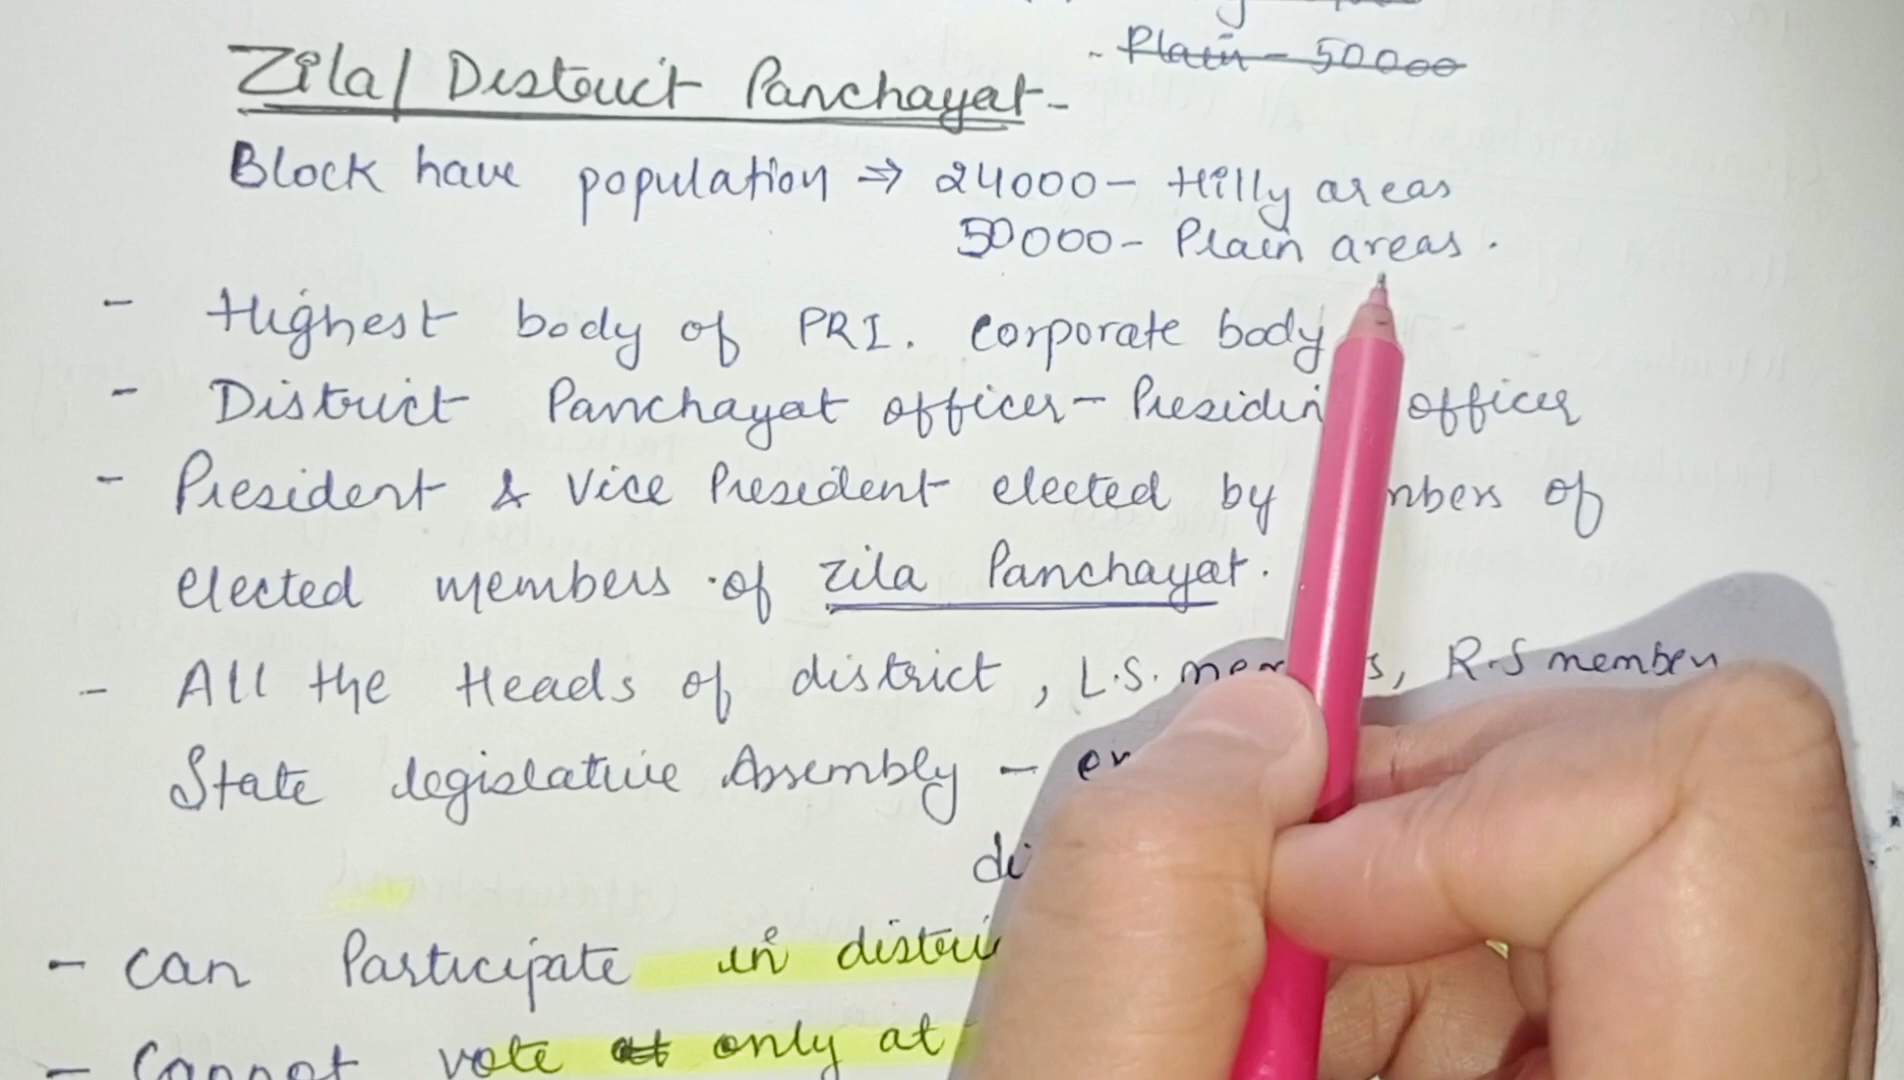 Plain - 50000
Zila/ District Panchayat -
Block have population ⇒ 24000 - Hilly areas
50000 - Plain areas.
- Highest body of PRI. Corporate body
- District Panchayat officer - officer
- President & Vice President elected by of
elected members of Zila Panchayat.
- All the Heads of district, L.S. R.S member
State legislative Assembly -
- can Participate in
- Cannot vote only at